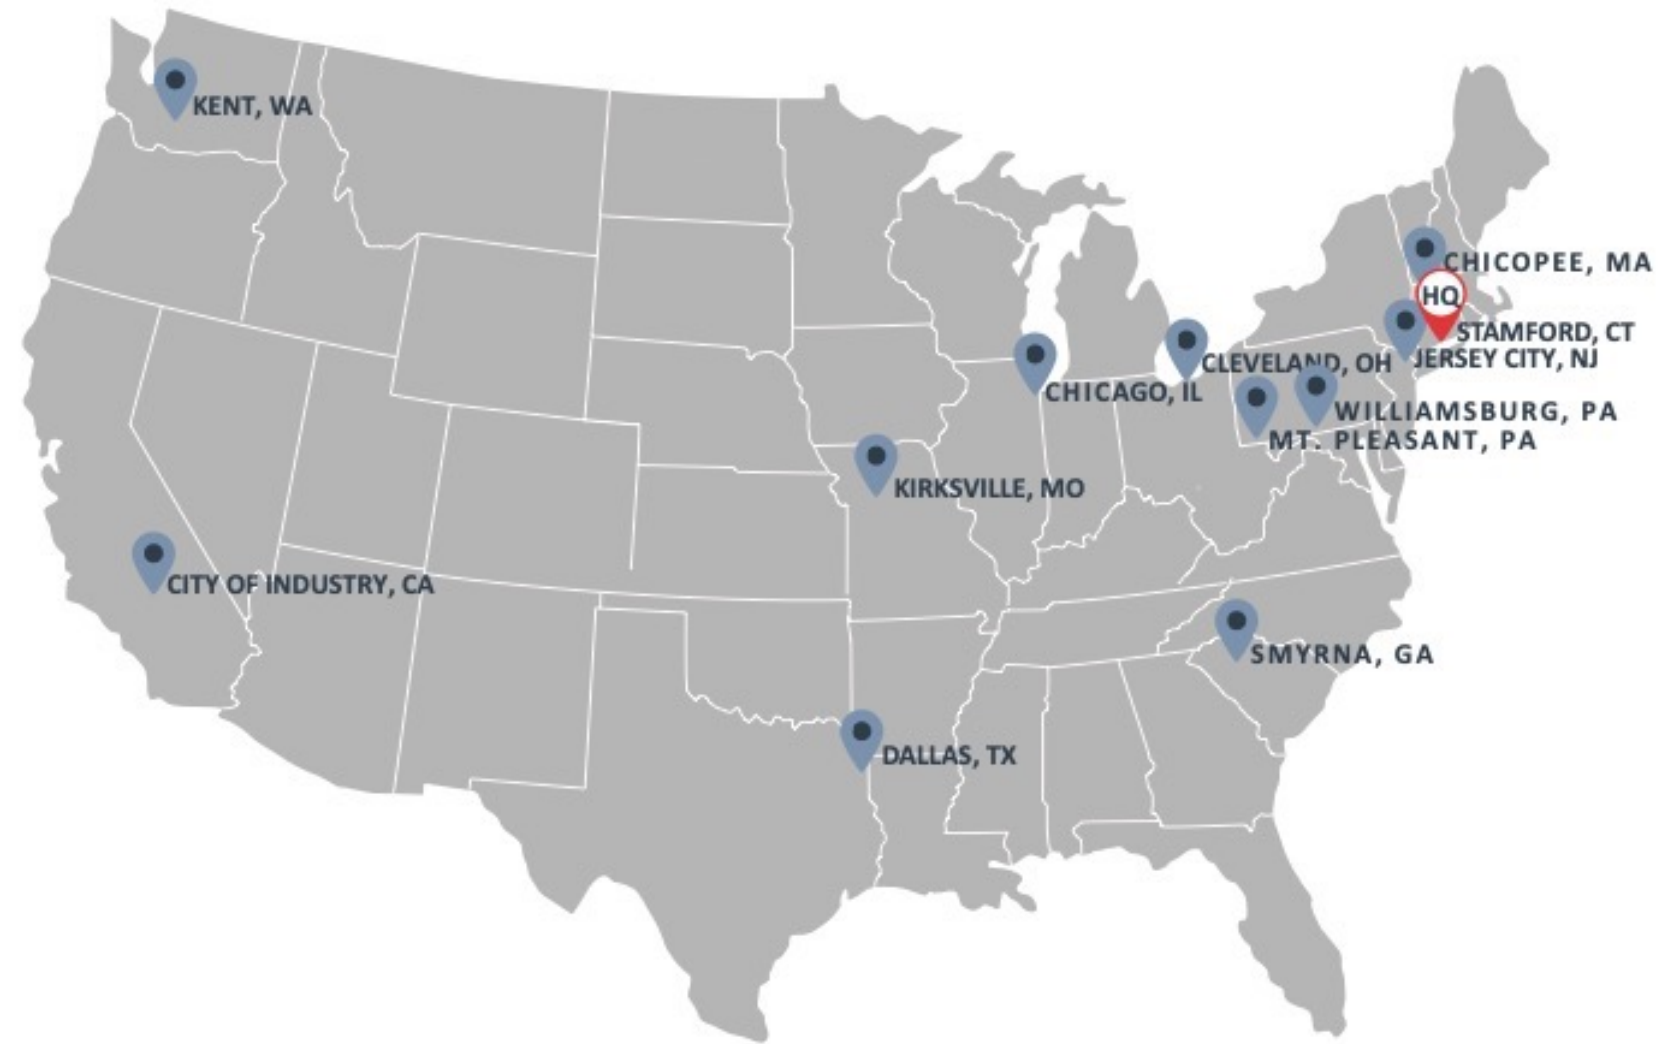 KENT, WA
CHICOPEE, MA
HQ
STAMFORD, CT
JERSEY CITY, NJ
CLEVELAND, OH
CHICAGO, IL
WILLIAMSBURG, PA
MT. PLEASANT, PA
KIRKSVILLE, MO
CITY OF INDUSTRY, CA
SMYRNA, GA
DALLAS, TX